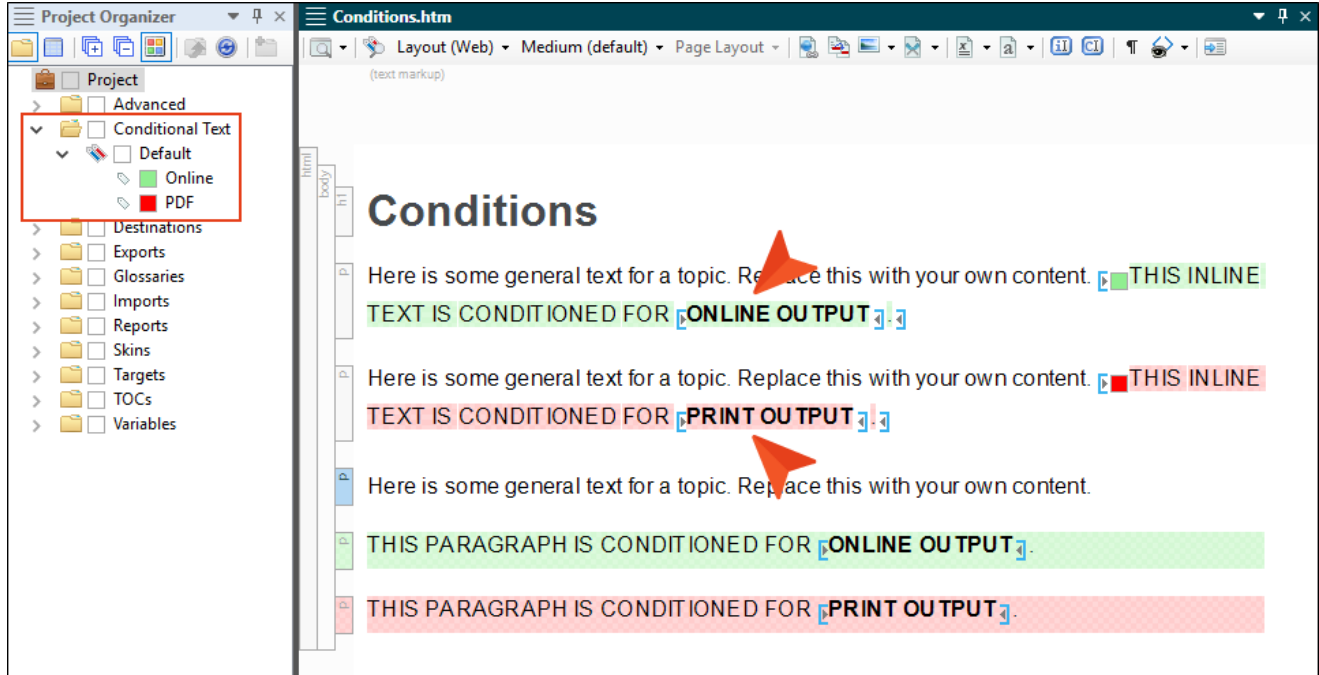 Project Organizer
Project
Advanced
Conditional Text
Default
Online
PDF
Destinations
Exports
Glossaries
Imports
Reports
Skins
Targets
TOCs
Variables
Conditions.htm
Layout (Web) Medium (default) Page Layout
(text markup)
html
body
h1
Conditions
p
Here is some general text for a topic. Replace this with your own content. THIS INLINE
TEXT IS CONDITIONED FOR ONLINE OUTPUT.
p
Here is some general text for a topic. Replace this with your own content. THIS INLINE
TEXT IS CONDITIONED FOR PRINT OUTPUT.
p
Here is some general text for a topic. Replace this with your own content.
p
THIS PARAGRAPH IS CONDITIONED FOR ONLINE OUTPUT.
p
THIS PARAGRAPH IS CONDITIONED FOR PRINT OUTPUT.